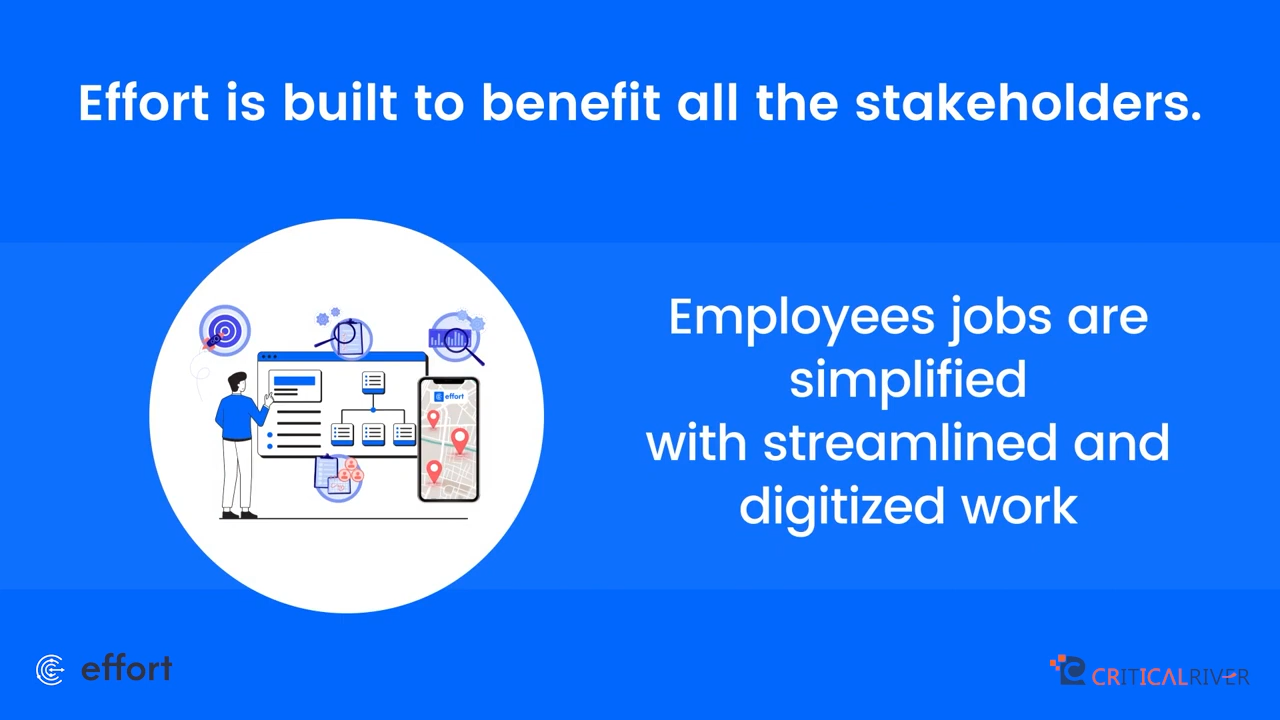 Effort is built to benefit all the stakeholders.
effort
Employees jobs are
simplified
with streamlined and
digitized work
effort
CRITICALRIVER